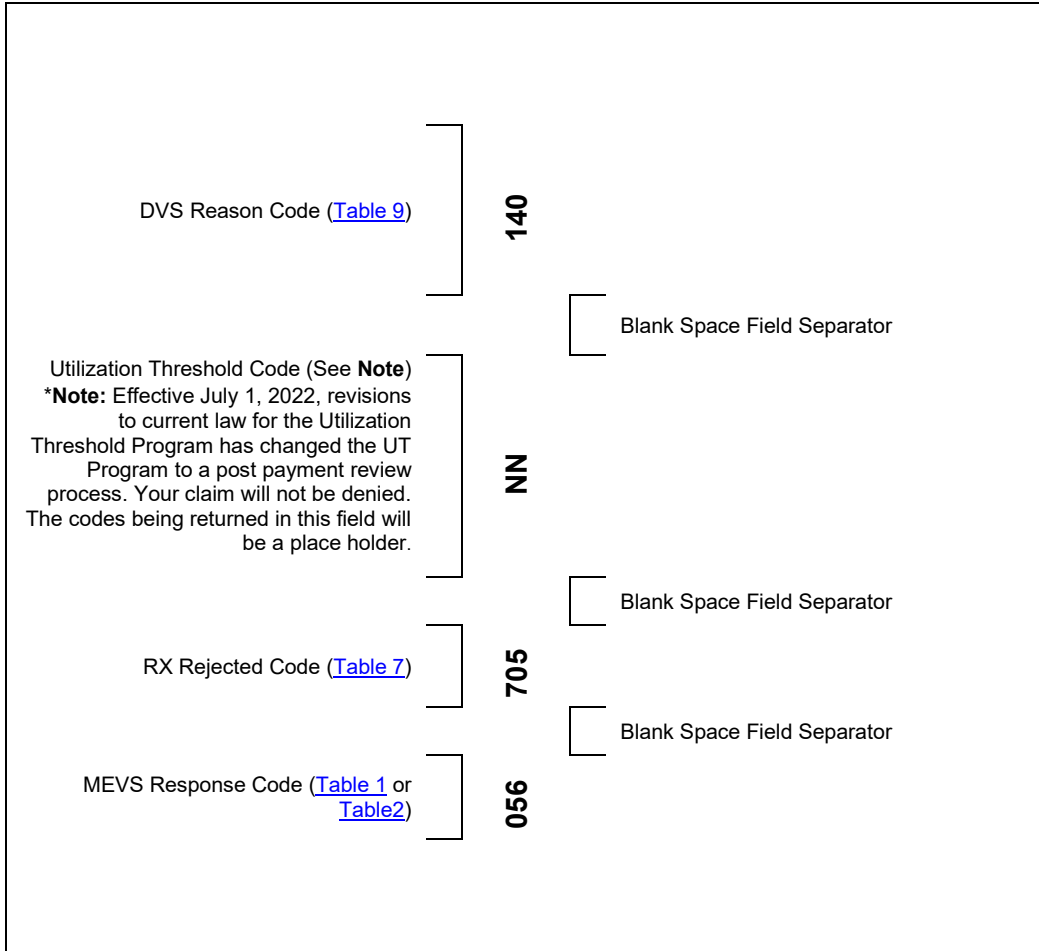 DVS Reason Code (Table 9)
140
Blank Space Field Separator
Utilization Threshold Code (See Note)
*Note: Effective July 1, 2022, revisions
to current law for the Utilization
Threshold Program has changed the UT
Program to a post payment review
process. Your claim will not be denied.
The codes being returned in this field will
be a place holder.
NN
Blank Space Field Separator
RX Rejected Code (Table 7)
705
Blank Space Field Separator
MEVS Response Code (Table 1 or
Table2)
056